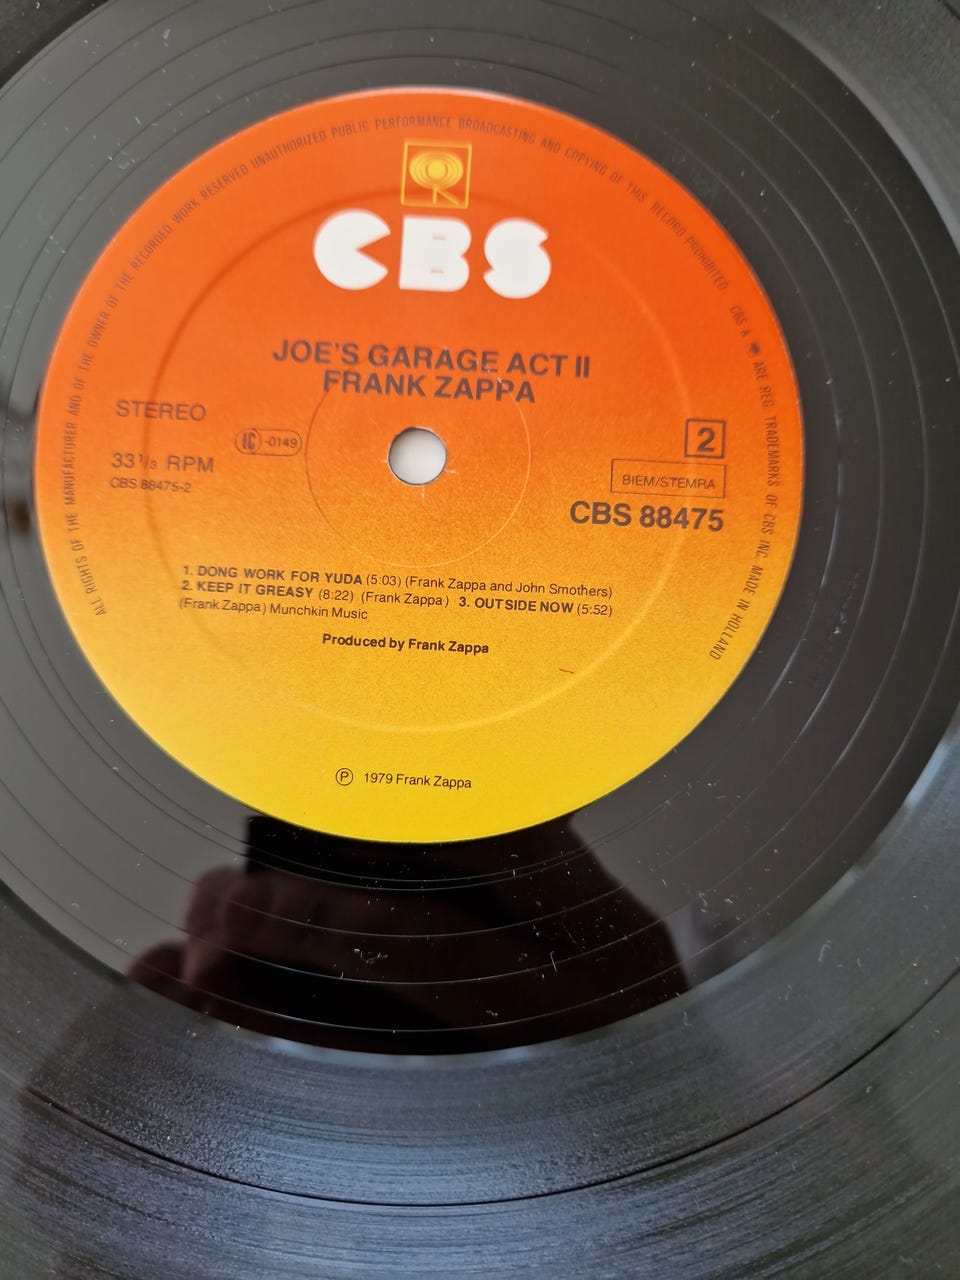 ALL RIGHTS OF THE MANUFACTURER AND OF THE OWNER OF THE RECORDED WORK RESERVED UNAUTHORIZED PUBLIC PERFORMANCE BROADCASTING AND COPYING OF THIS RECORD PROHIBITED CBS & ARE REG. TRADEMARKS OF CBS INC. MADE IN HOLLAND
CBS
JOE'S GARAGE ACT II
FRANK ZAPPA
STEREO
IC -0149
2
33 1/3 RPM
BIEM/STEMRA
CBS 88475-2
CBS 88475
1. DONG WORK FOR YUDA (5:03) (Frank Zappa and John Smothers)
2. KEEP IT GREASY (8:22) (Frank Zappa) 3. OUTSIDE NOW (5:52)
(Frank Zappa) Munchkin Music
Produced by Frank Zappa
Ⓟ 1979 Frank Zappa